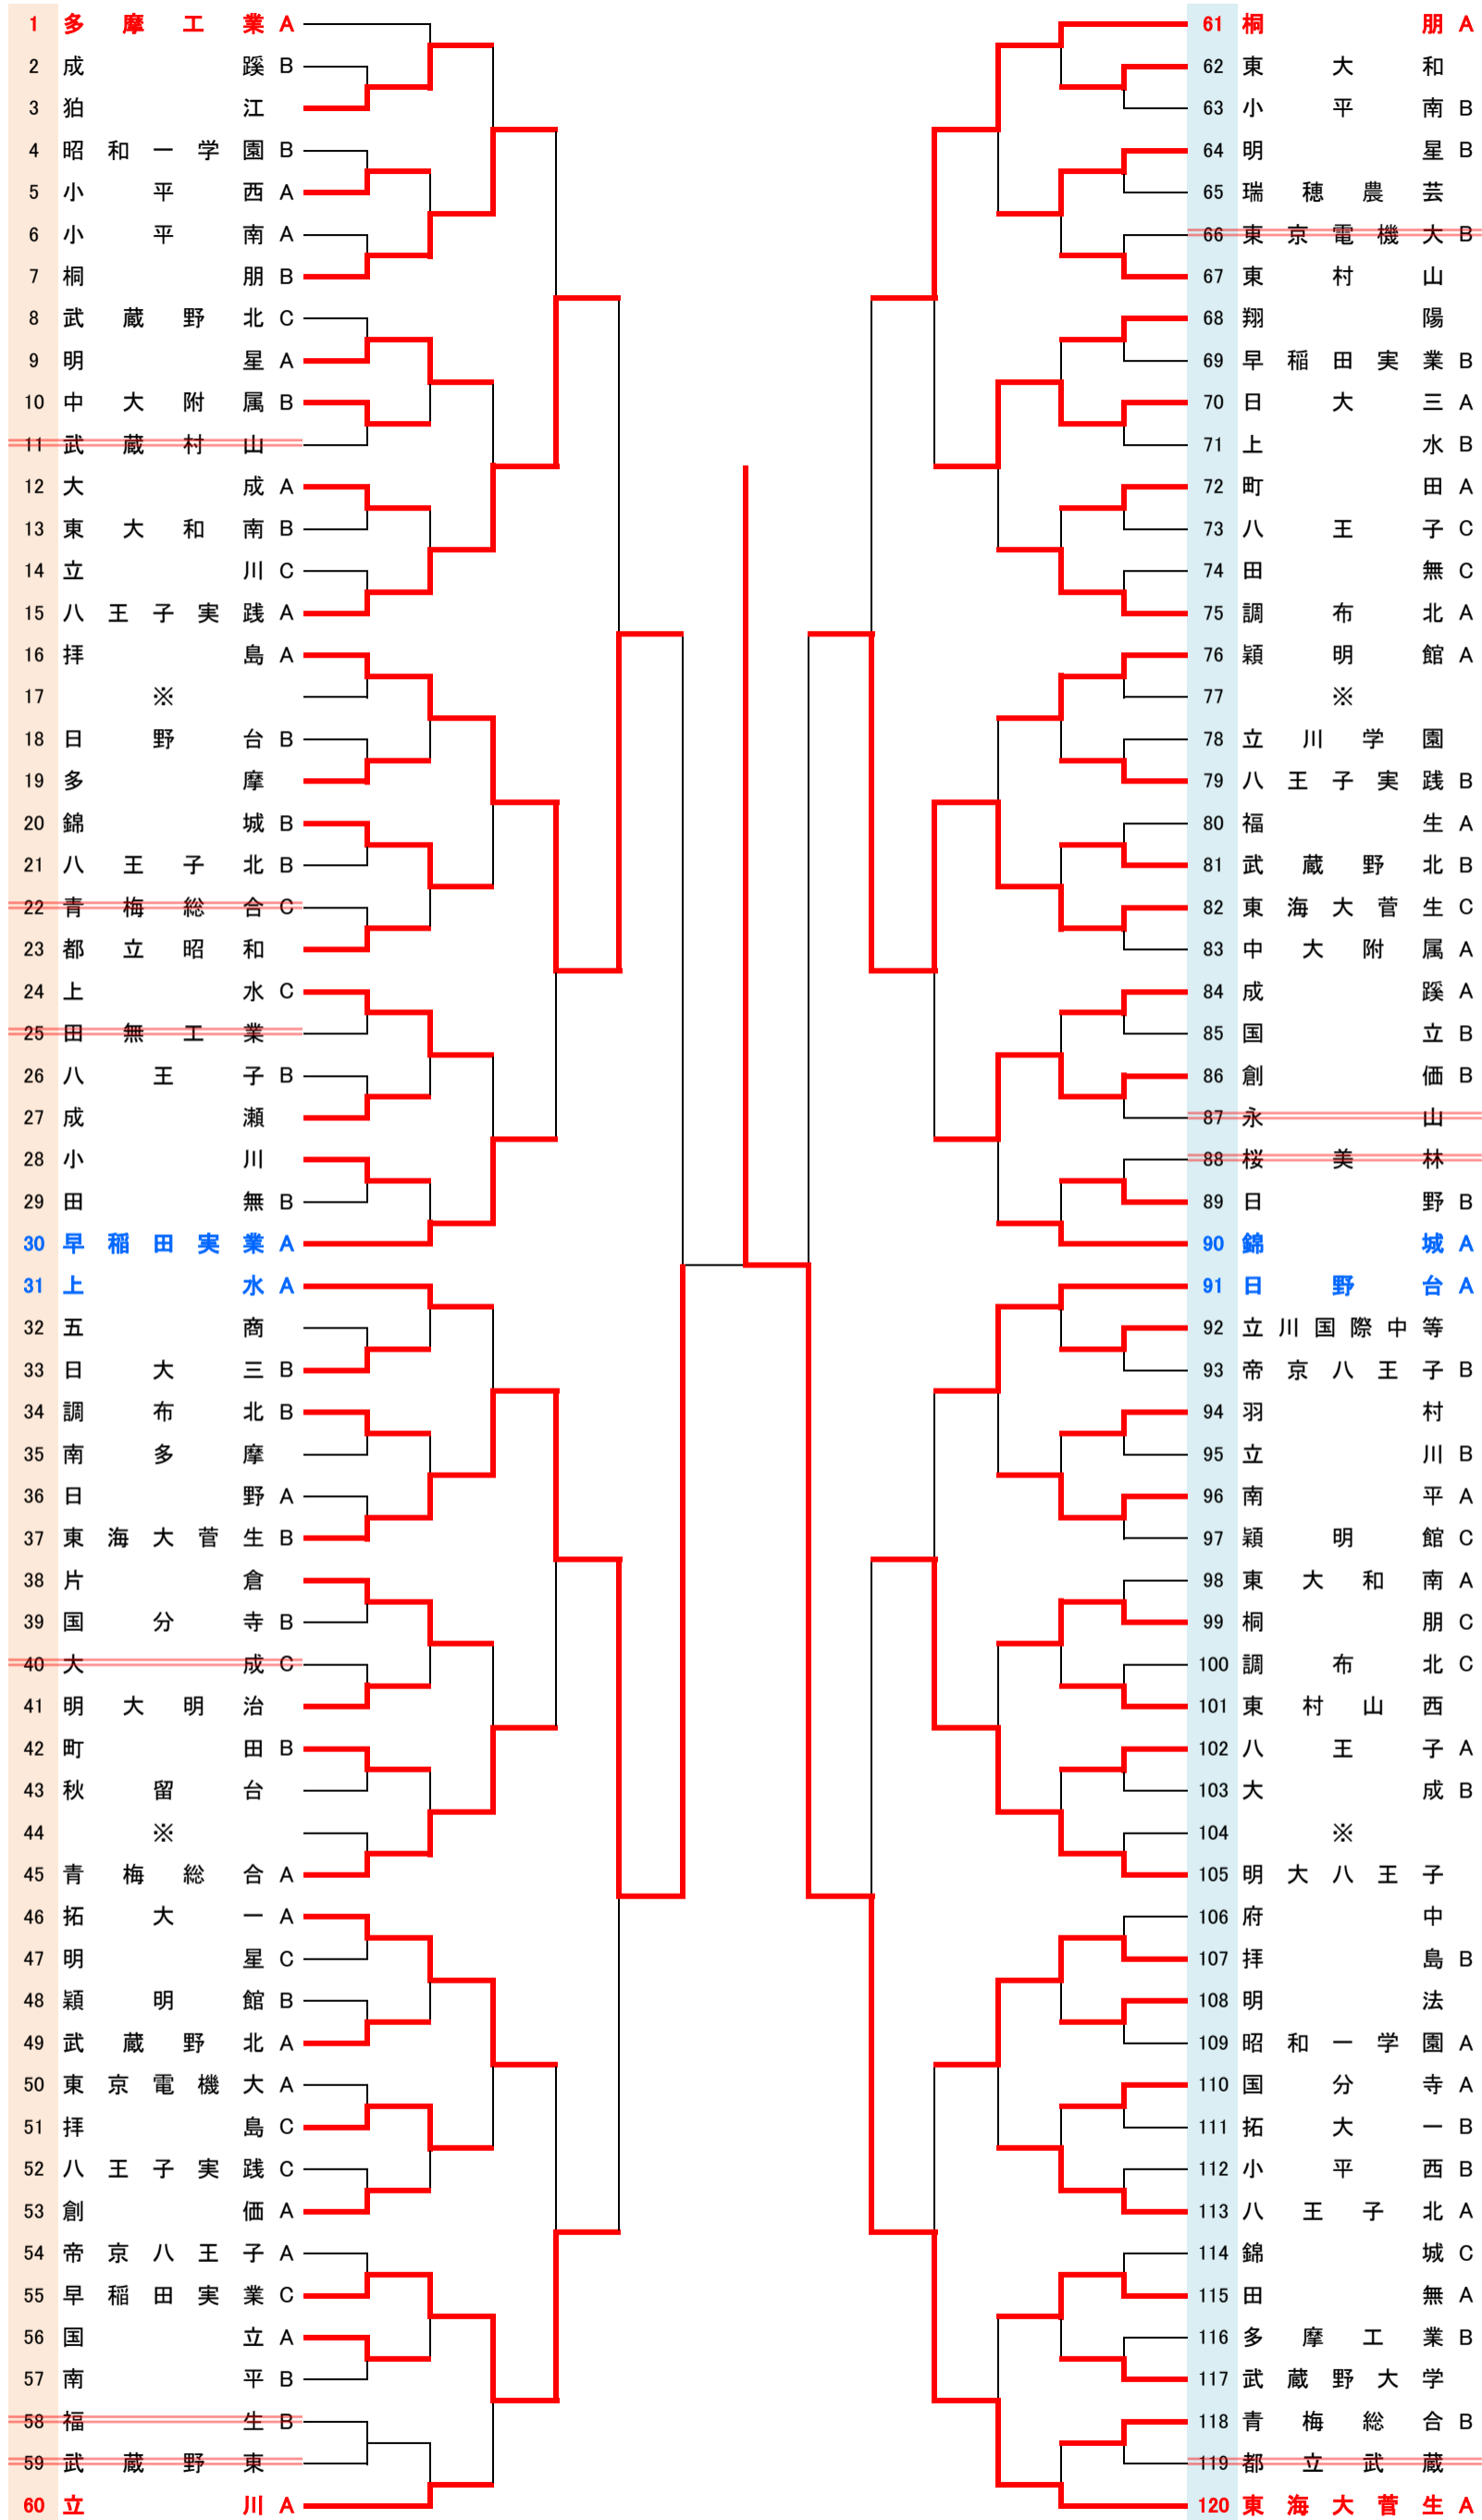 1 多摩工業 A
2 成蹊 B
3 狛江
4 昭和一学園 B
5 小平西 A
6 小平南 A
7 桐朋 B
8 武蔵野北 C
9 明星 A
10 中大附属 B
11 武蔵村山
12 大成 A
13 東大和南 B
14 立川 C
15 八王子実践 A
16 拝島 A
17 ※
18 日野台 B
19 多摩
20 錦城 B
21 八王子北 B
22 青梅総合 C
23 都立昭和
24 上水 C
25 田無工業
26 八王子 B
27 成瀬
28 小川
29 田無 B
30 早稲田実業 A
31 上水 A
32 五商
33 日大三 B
34 調布北 B
35 南多摩
36 日野 A
37 東海大菅生 B
38 片倉
39 国分寺 B
40 大成 C
41 明大明治
42 町田 B
43 秋留台
44 ※
45 青梅総合 A
46 拓大一 A
47 明星 C
48 穎明館 B
49 武蔵野北 A
50 東京電機大 A
51 拝島 C
52 八王子実践 C
53 創価 A
54 帝京八王子 A
55 早稲田実業 C
56 国立 A
57 南平 B
58 福生 B
59 武蔵野東
60 立川 A
61 桐朋 A
62 東大和
63 小平南 B
64 明星 B
65 瑞穂農芸
66 東京電機大 B
67 東村山
68 翔陽
69 早稲田実業 B
70 日大三 A
71 上水 B
72 町田 A
73 八王子 C
74 田無 C
75 調布北 A
76 穎明館 A
77 ※
78 立川学園
79 八王子実践 B
80 福生 A
81 武蔵野北 B
82 東海大菅生 C
83 中大附属 A
84 成蹊 A
85 国立 B
86 創価 B
87 永山
88 桜美林
89 日野 B
90 錦城 A
91 日野台 A
92 立川国際中等
93 帝京八王子 B
94 羽村
95 立川 B
96 南平 A
97 穎明館 C
98 東大和南 A
99 桐朋 C
100 調布北 C
101 東村山西
102 八王子 A
103 大成 B
104 ※
105 明大八王子
106 府中
107 拝島 B
108 明法
109 昭和一学園 A
110 国分寺 A
111 拓大一 B
112 小平西 B
113 八王子北 A
114 錦城 C
115 田無 A
116 多摩工業 B
117 武蔵野大学
118 青梅総合 B
119 都立武蔵
120 東海大菅生 A